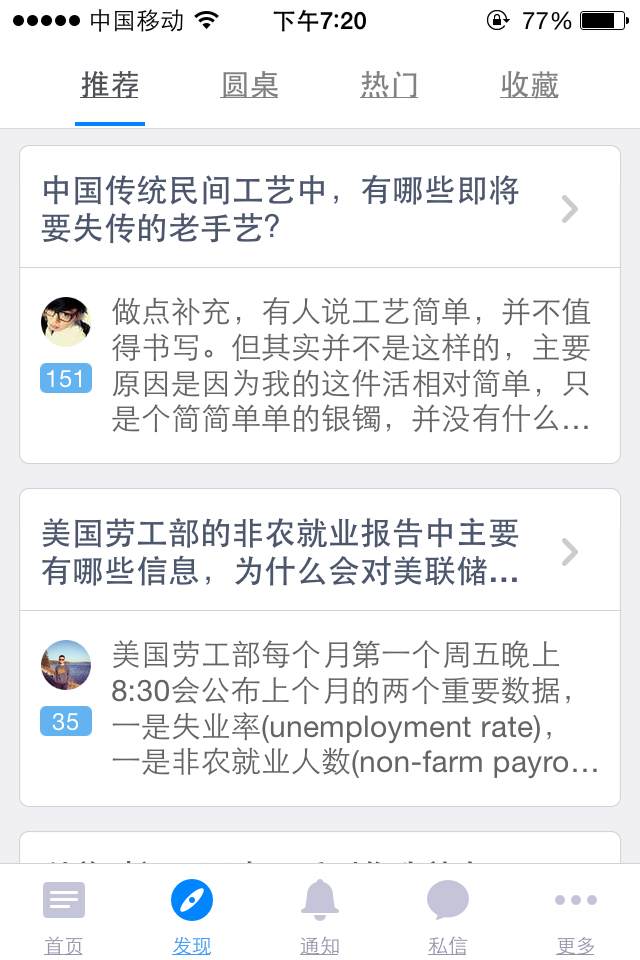 中国移动 下午7:20 77%
推荐 圆桌 热门 收藏
中国传统民间工艺中，有哪些即将
要失传的老手艺？
做点补充，有人说工艺简单，并不值
得书写。但其实并不是这样的，主要
151
原因是因为我的这件活相对简单，只
是个简简单单的银镯，并没有什么…
美国劳工部的非农就业报告中主要
有哪些信息，为什么会对美联储…
美国劳工部每个月第一个周五晚上
8:30会公布上个月的两个重要数据，
35
一是失业率(unemployment rate)，
一是非农就业人数(non-farm payro…
首页 发现 通知 私信 更多